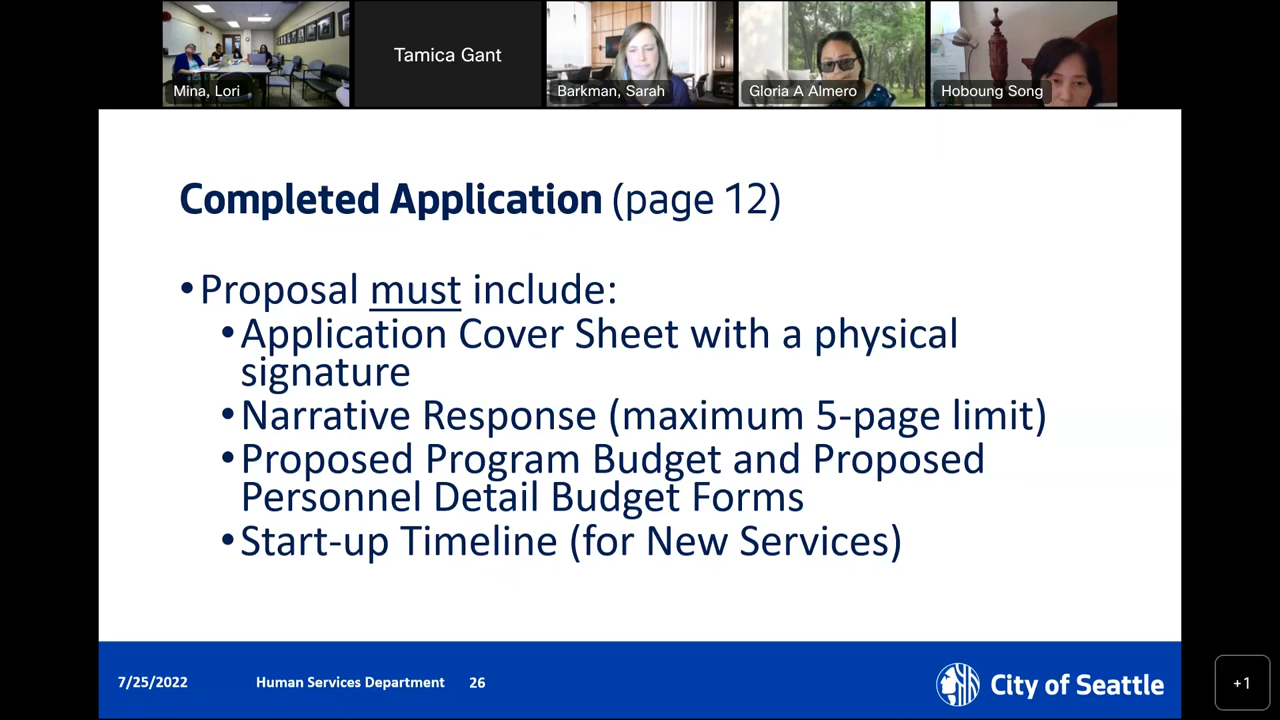 Mina, Lori
Tamica Gant
Barkman, Sarah
Gloria A Almero
Hoboung Song
Completed Application (page 12)
•Proposal must include:
•Application Cover Sheet with a physical
signature
•Narrative Response (maximum 5-page limit)
•Proposed Program Budget and Proposed
Personnel Detail Budget Forms
•Start-up Timeline (for New Services)
7/25/2022
Human Services Department
26
City of Seattle
+1